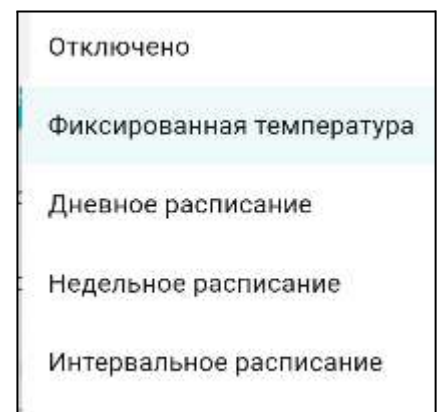 Отключено
Фиксированная температура
Дневное расписание
Недельное расписание
Интервальное расписание